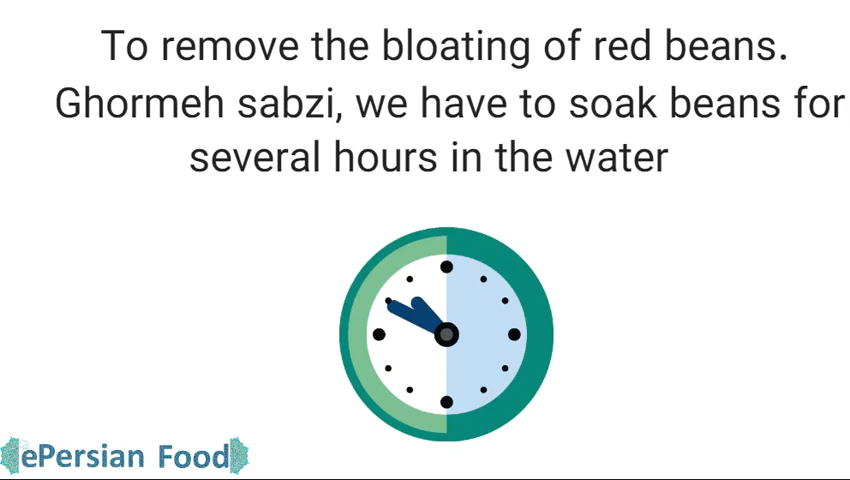 To remove the bloating of red beans.
Ghormeh sabzi, we have to soak beans for
several hours in the water
ePersian Food